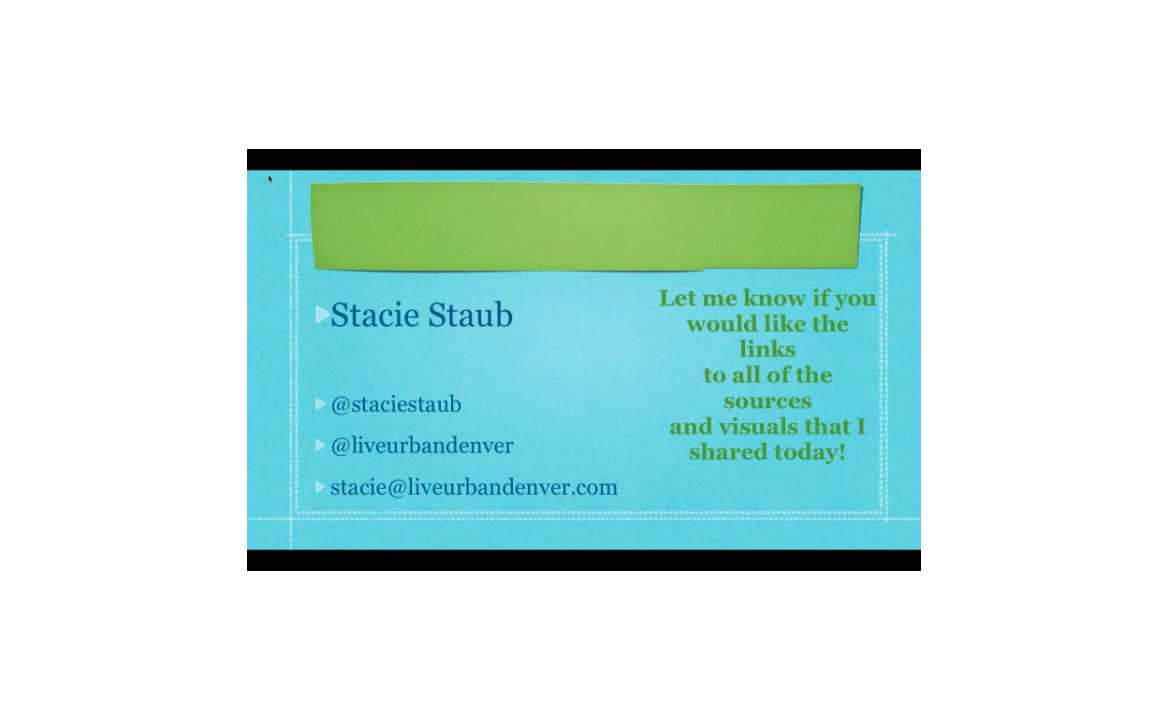 Stacie Staub
@staciestaub
@liveurbandenver
stacie@liveurbandenver.com
Let me know if you
would like the
links
to all of the
sources
and visuals that I
shared today!